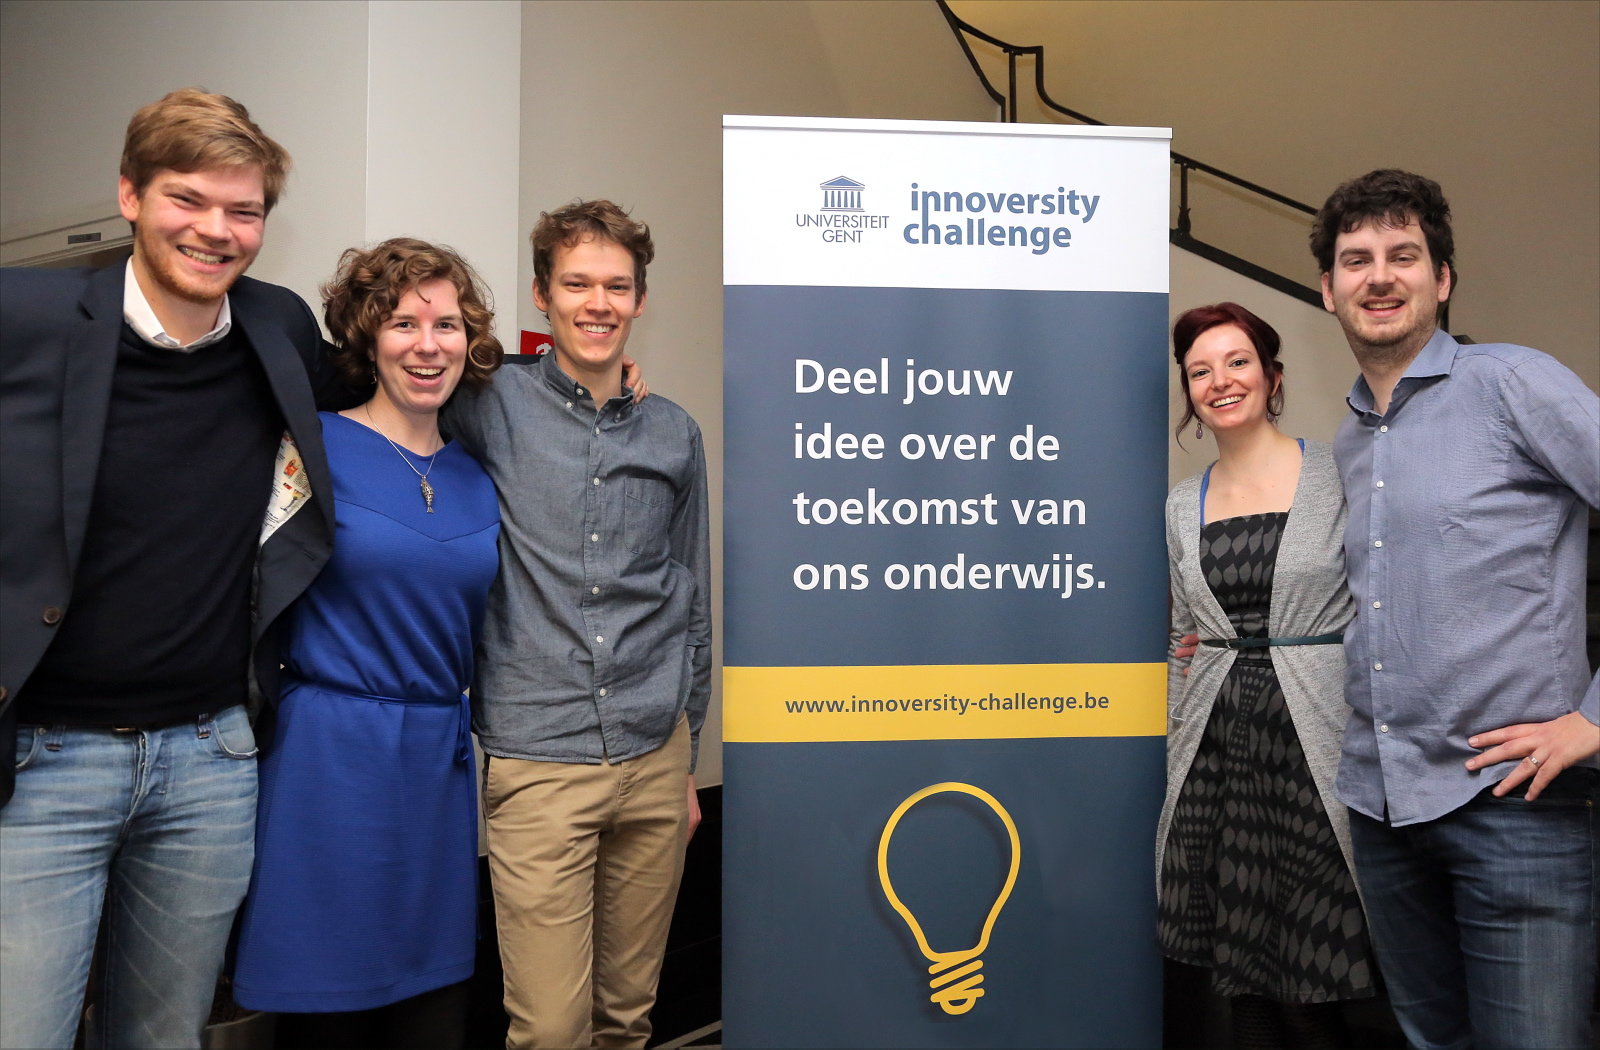 UNIVERSITEIT
GENT
innoversity
challenge
Deel jouw
idee over de
toekomst van
ons onderwijs.
www.innoversity-challenge.be